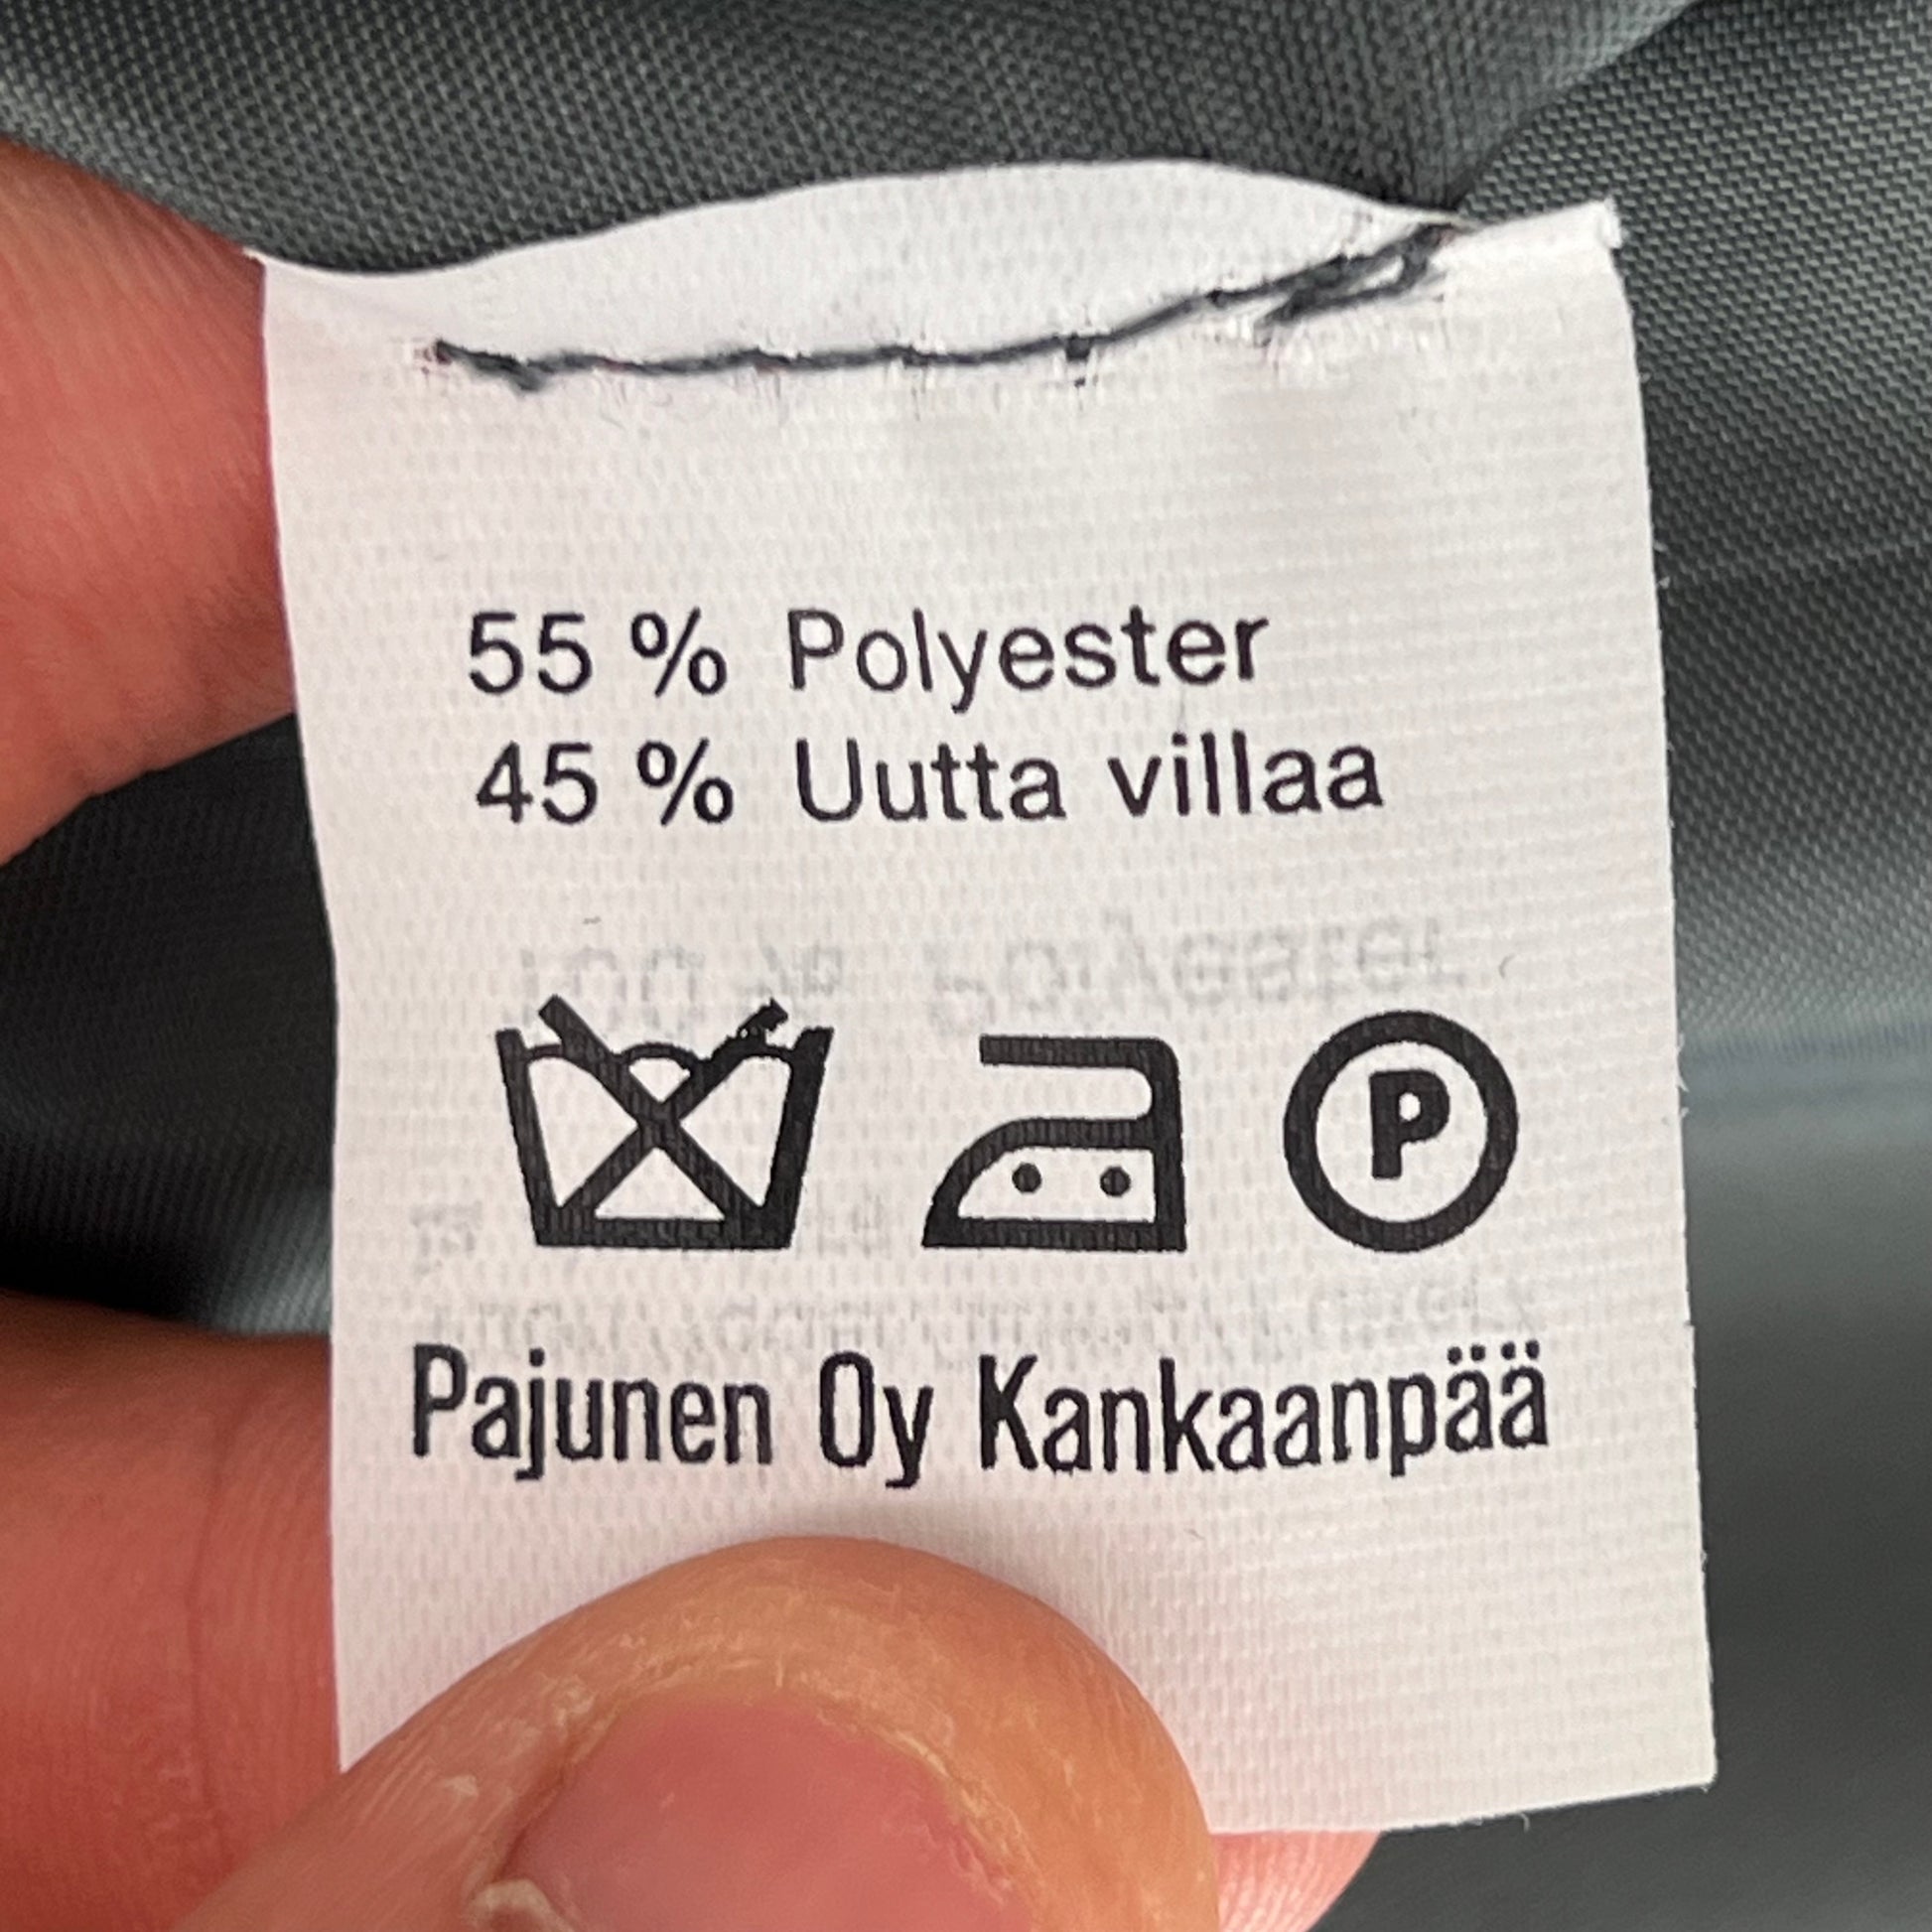 55 % Polyester
45 % Uutta villaa
P
Pajunen Oy Kankaanpää